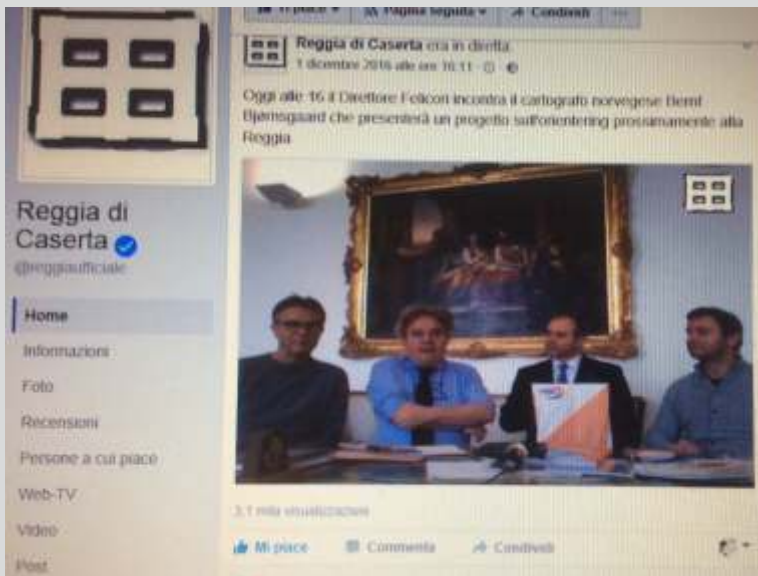 Ti piace
Pagina seguita
Condividi
Reggia di Caserta era in diretta.
1 dicembre 2016 alle ore 16:11
Oggi alle 16 il Direttore Felicori incontra il cartografo norvegese Bernt
Bjørnsgaard che presenterà un progetto sull'orientering prossimamente alla
Reggia
Reggia di
Caserta
@reggiaufficiale
Home
Informazioni
Foto
Recensioni
Persone a cui piace
Web-TV
Video
Post
3,1 mila visualizzazioni
Mi piace
Commenta
Condividi